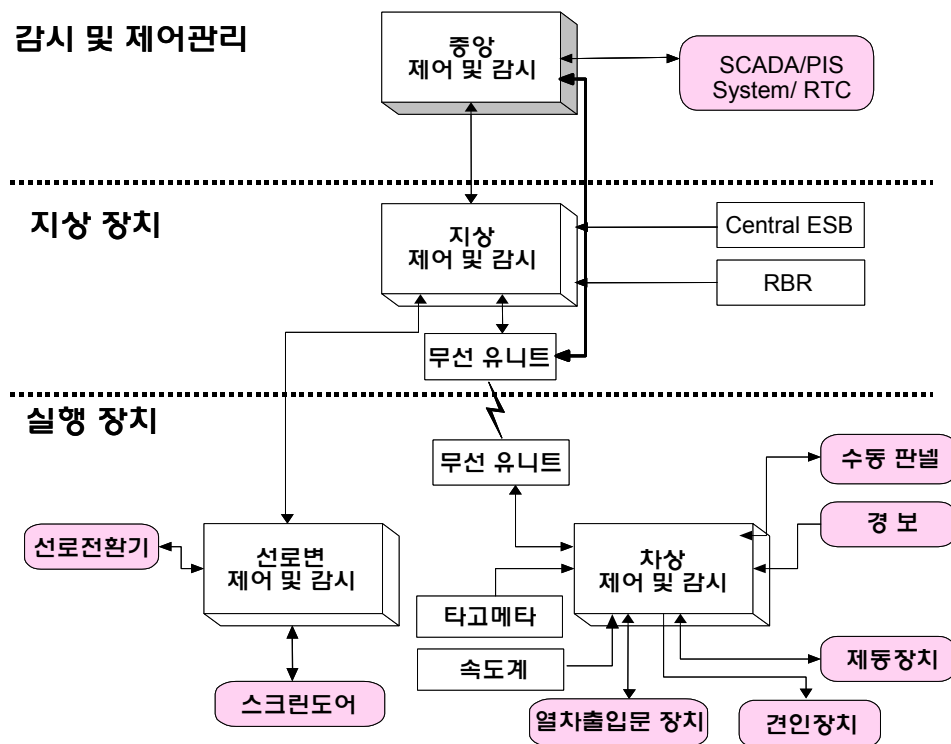 감시 및 제어관리
중앙
제어 및 감시
SCADA/PIS
System/ RTC
지상 장치
지상
제어 및 감시
Central ESB
RBR
무선 유니트
실행 장치
무선 유니트
수동 판넬
경 보
선로전환기
선로변
제어 및 감시
차상
제어 및 감시
타고메타
속도계
제동장치
스크린도어
열차출입문 장치
견인장치